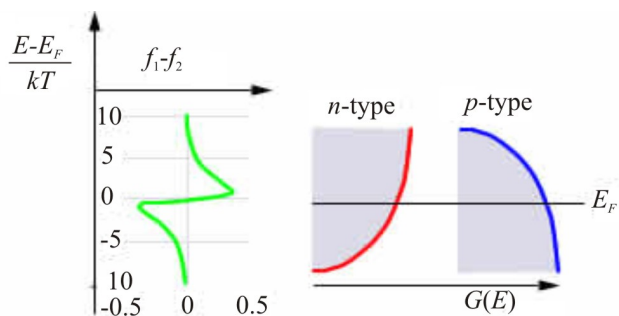 E-E_F
kT
f₁-f₂
n-type
p-type
10
5
0
-5
10
-0.5
0
0.5
E_F
G(E)